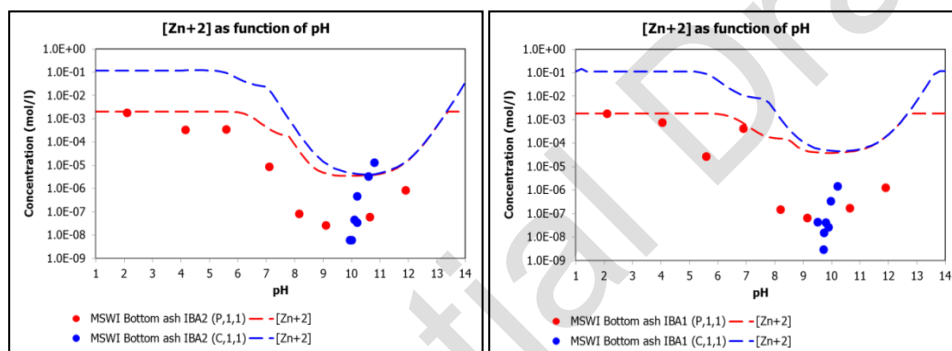 [Zn+2] as function of pH
1.0E+00
1.0E-01
1.0E-02
1.0E-03
1.0E-04
1.0E-05
1.0E-06
1.0E-07
1.0E-08
1.0E-09
Concentration (mol/l)
1 2 3 4 5 6 7 8 9 10 11 12 13 14
pH
MSWI Bottom ash IBA2 (P,1,1) [Zn+2]
MSWI Bottom ash IBA2 (C,1,1) [Zn+2]
[Zn+2] as function of pH
1.0E+00
1.0E-01
1.0E-02
1.0E-03
1.0E-04
1.0E-05
1.0E-06
1.0E-07
1.0E-08
1.0E-09
Concentration (mol/l)
1 2 3 4 5 6 7 8 9 10 11 12 13 14
pH
MSWI Bottom ash IBA1 (P,1,1) [Zn+2]
MSWI Bottom ash IBA1 (C,1,1) [Zn+2]